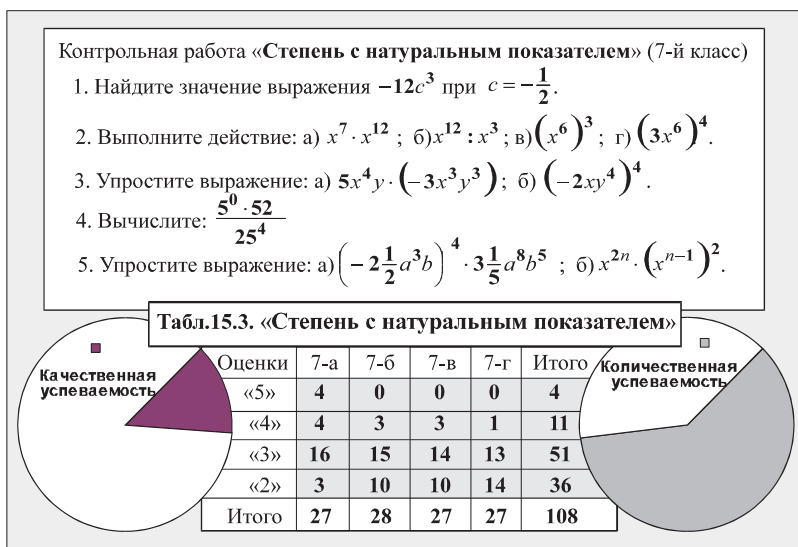 Контрольная работа «Степень с натуральным показателем» (7-й класс)
1. Найдите значение выражения −12c³ при c = −1/2.
2. Выполните действие: а) x⁷ · x¹² ; б) x¹² : x³ ; в) (x⁶)³ ; г) (3x⁶)⁴.
3. Упростите выражение: а) 5x⁴y · (−3x³y³) ; б) (−2xy⁴)⁴.
4. Вычислите: (5⁰ · 52)/25⁴
5. Упростите выражение: а) (−2 1/2 a³b)⁴ · 3 1/5 a⁸b⁵ ; б) x²ⁿ · (xⁿ⁻¹)².
Табл.15.3. «Степень с натуральным показателем»
Качественная
успеваемость
Оценки 7-а 7-б 7-в 7-г Итого
«5» 4 0 0 0 4
«4» 4 3 3 1 11
«3» 16 15 14 13 51
«2» 3 10 10 14 36
Итого 27 28 27 27 108
Количественная
успеваемость